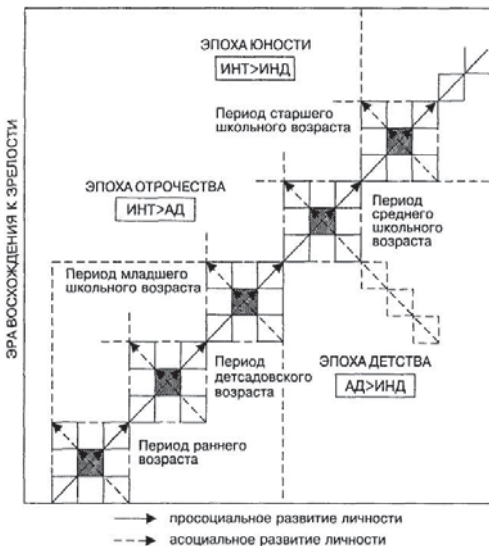 ЭПОХА ЮНОСТИ
ИНТ>ИНД
Период старшего
школьного возраста
ЭПОХА ОТРОЧЕСТВА
ИНТ>АД
Период
среднего
школьного
возраста
Период младшего
школьного возраста
ЭРА ВОСХОЖДЕНИЯ К ЗРЕЛОСТИ
Период
детсадовского
возраста
ЭПОХА ДЕТСТВА
АД>ИНД
Период раннего
возраста
просоциальное развитие личности
асоциальное развитие личности